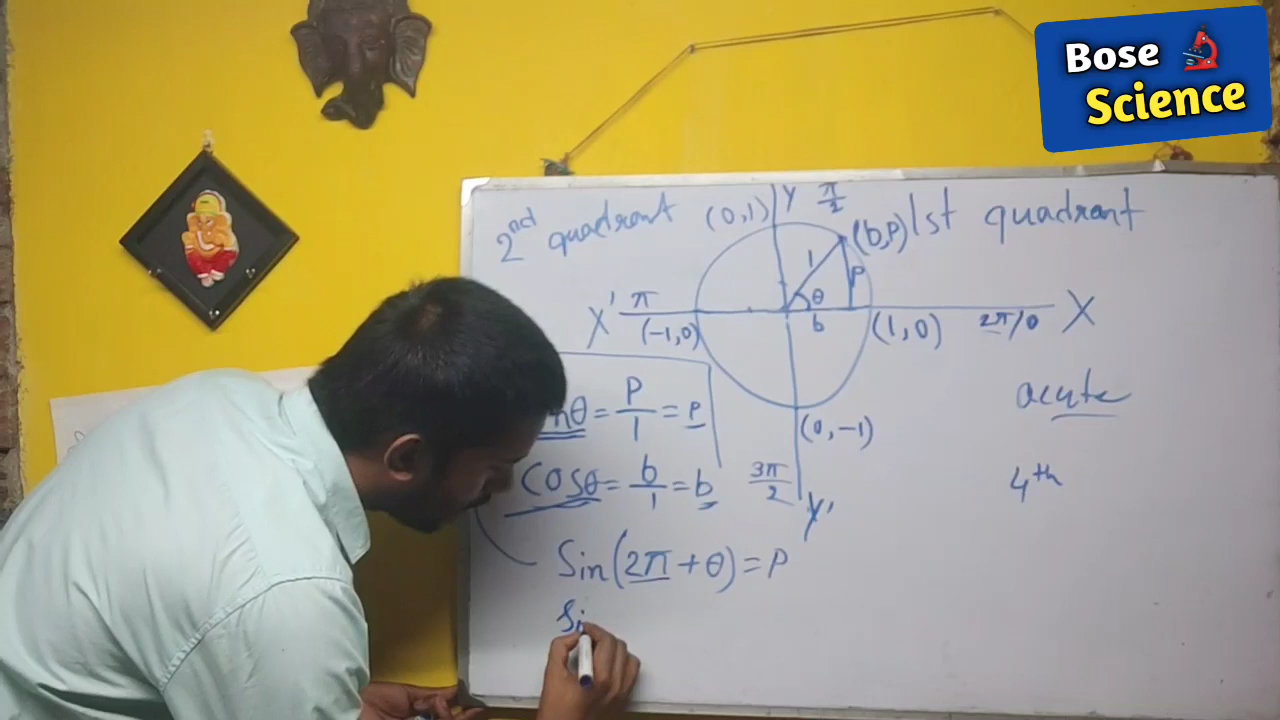 Bose
Science
2nd quadrant
(0,1)
Y
π/2
(b,P)
1st quadrant
1
P
θ
b
X'
π
(-1,0)
(1,0)
2π/0
X
= P/1 = P
acute
(0,-1)
Cosθ = b/1 = b
3π/2
Y'
4th
Sin(2π+θ)=P
Si